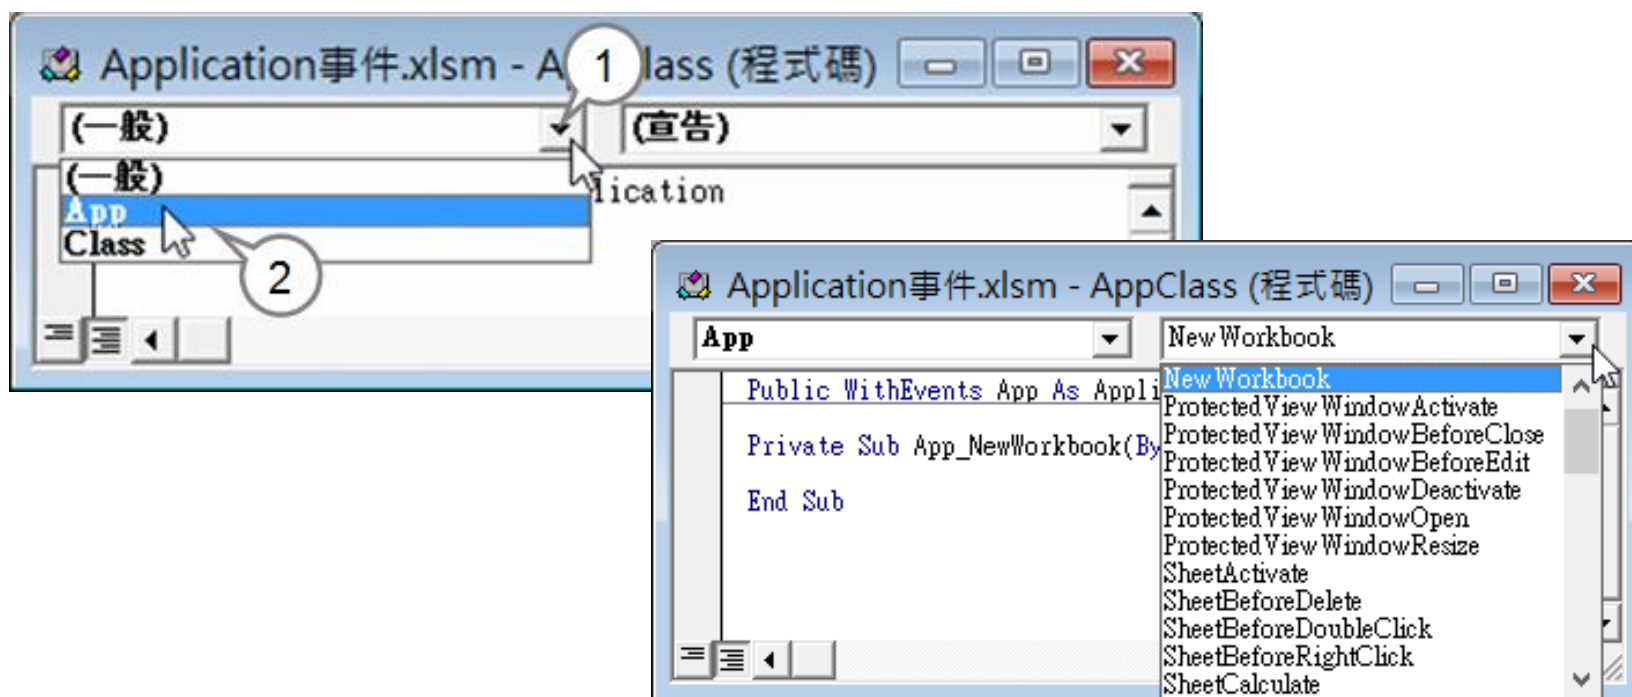 Application事件.xlsm - A lass (程式碼)
1
(一般)
(宣告)
(一般)
App
Class
lication
2
Application事件.xlsm - AppClass (程式碼)
App
NewWorkbook
Public WithEvents App As Appli
Private Sub App_NewWorkbook(By
End Sub
NewWorkbook
ProtectedViewWindowActivate
ProtectedViewWindowBeforeClose
ProtectedViewWindowBeforeEdit
ProtectedViewWindowDeactivate
ProtectedViewWindowOpen
ProtectedViewWindowResize
SheetActivate
SheetBeforeDelete
SheetBeforeDoubleClick
SheetBeforeRightClick
SheetCalculate